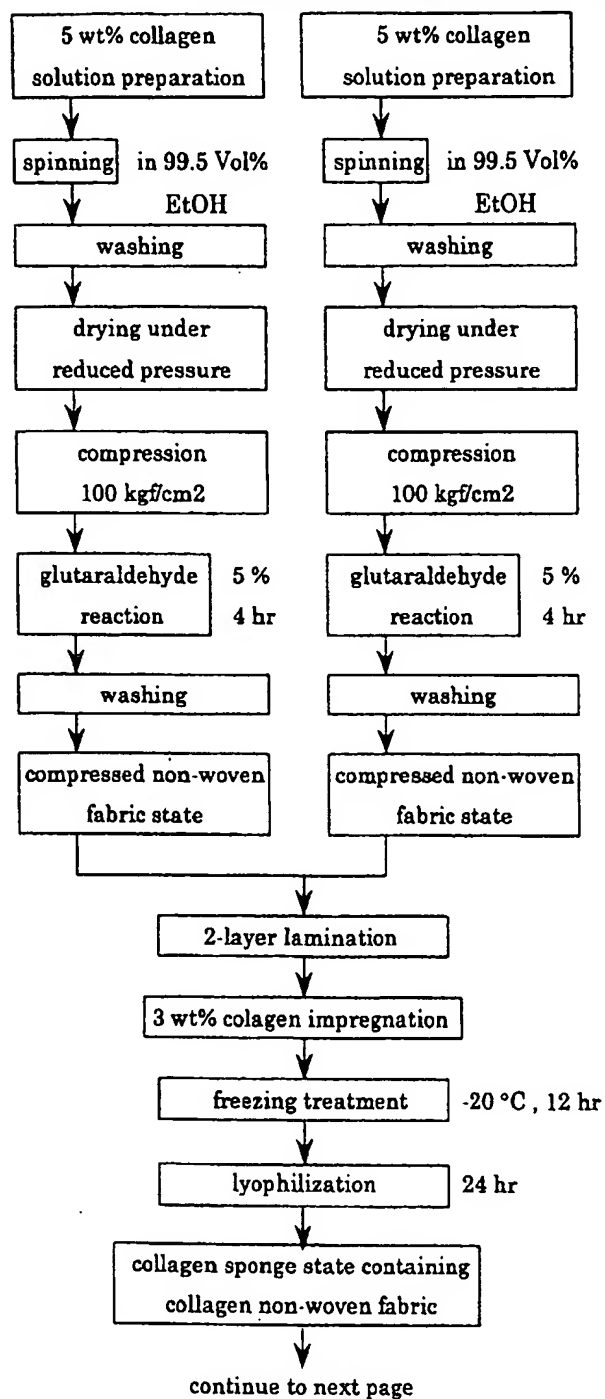 5 wt% collagen
solution preparation
spinning in 99.5 Vol%
EtOH
washing
drying under
reduced pressure
compression
100 kgf/cm2
glutaraldehyde 5 %
reaction 4 hr
washing
compressed non-woven
fabric state
5 wt% collagen
solution preparation
spinning in 99.5 Vol%
EtOH
washing
drying under
reduced pressure
compression
100 kgf/cm2
glutaraldehyde 5 %
reaction 4 hr
washing
compressed non-woven
fabric state
2-layer lamination
3 wt% colagen impregnation
freezing treatment -20 °C , 12 hr
lyophilization 24 hr
collagen sponge state containing
collagen non-woven fabric
continue to next page